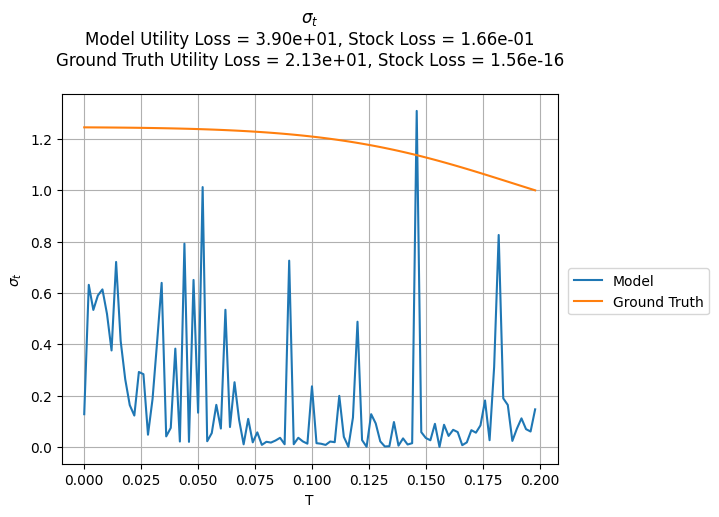 σₜ
Model Utility Loss = 3.90e+01, Stock Loss = 1.66e-01
Ground Truth Utility Loss = 2.13e+01, Stock Loss = 1.56e-16
1.2
1.0
0.8
0.6
0.4
0.2
0.0
σₜ
0.000 0.025 0.050 0.075 0.100 0.125 0.150 0.175 0.200
T
Model
Ground Truth